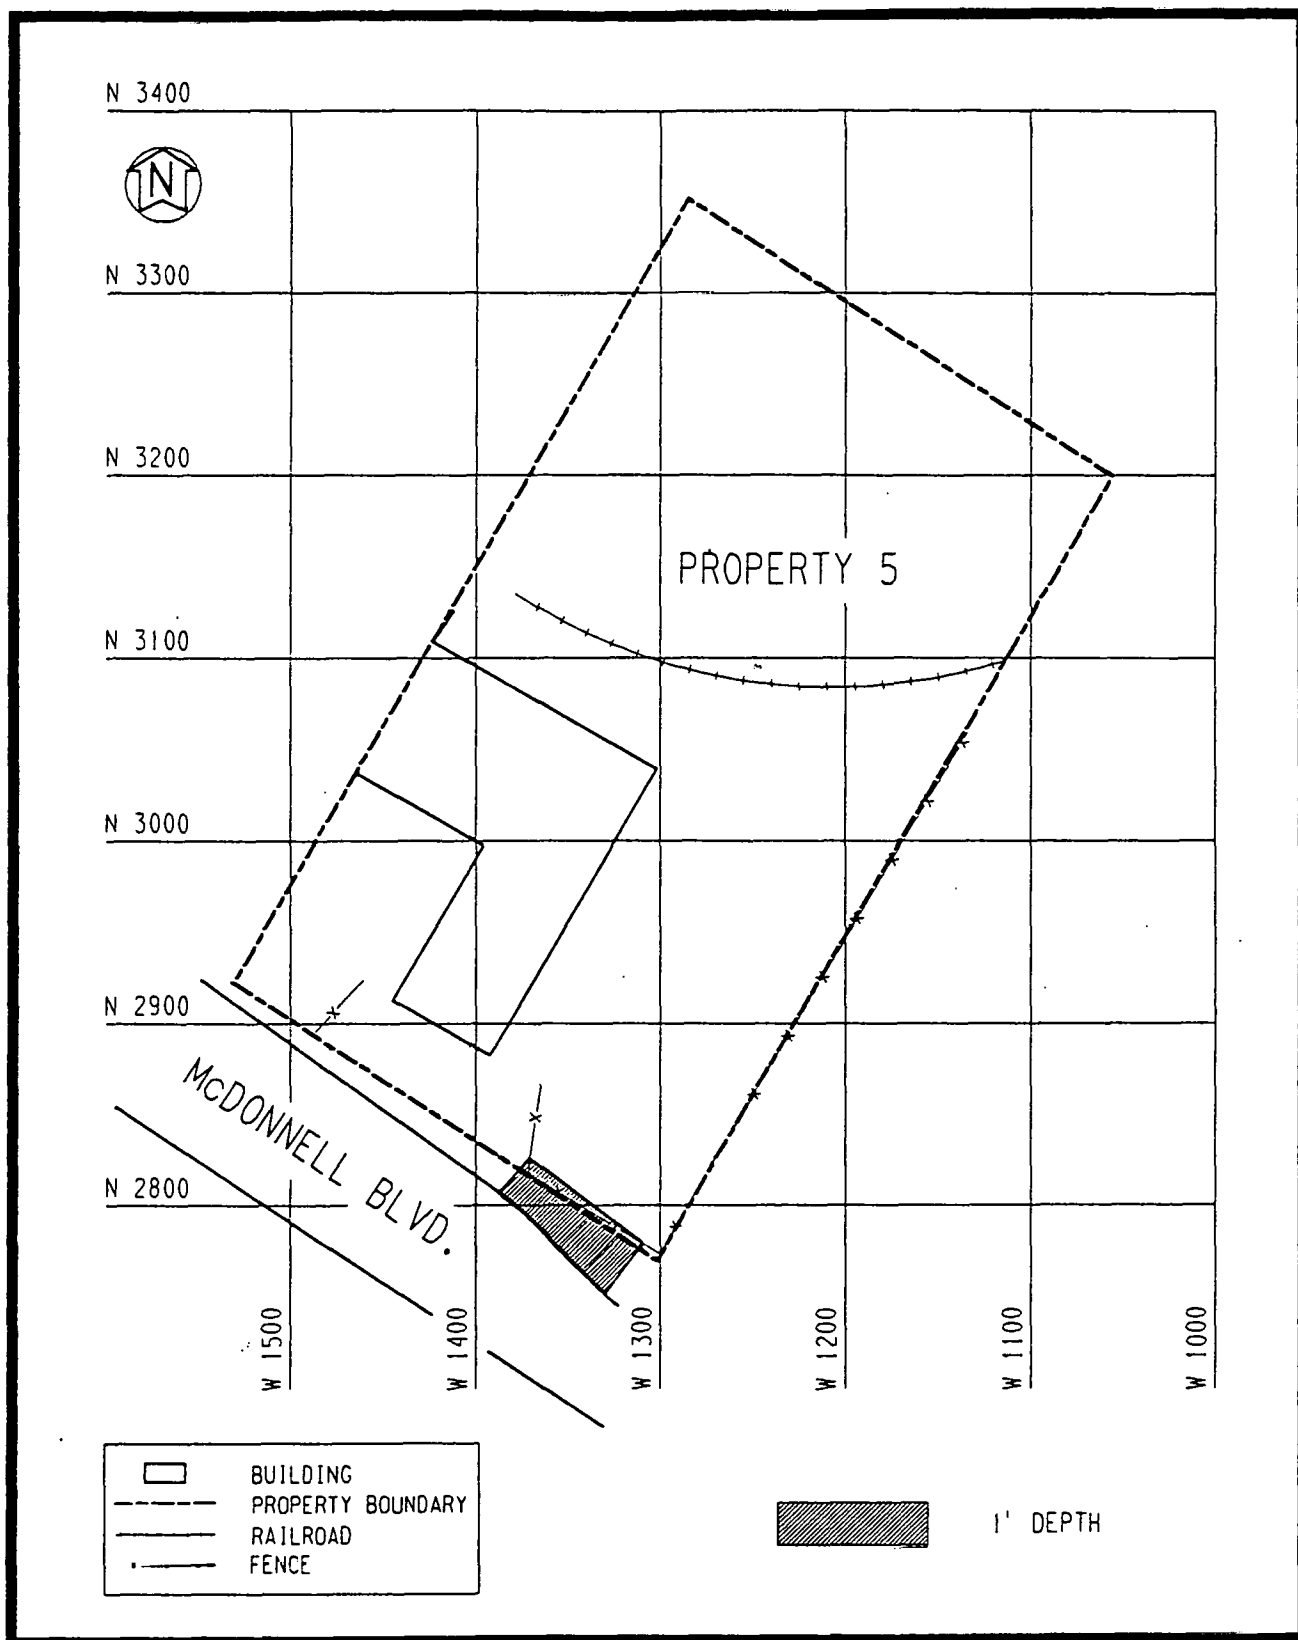 N 3400
N
N 3300
N 3200
PROPERTY 5
N 3100
N 3000
N 2900
McDONNELL BLVD.
N 2800
W 1500
W 1400
W 1300
W 1200
W 1100
W 1000
BUILDING
PROPERTY BOUNDARY
RAILROAD
FENCE
1' DEPTH